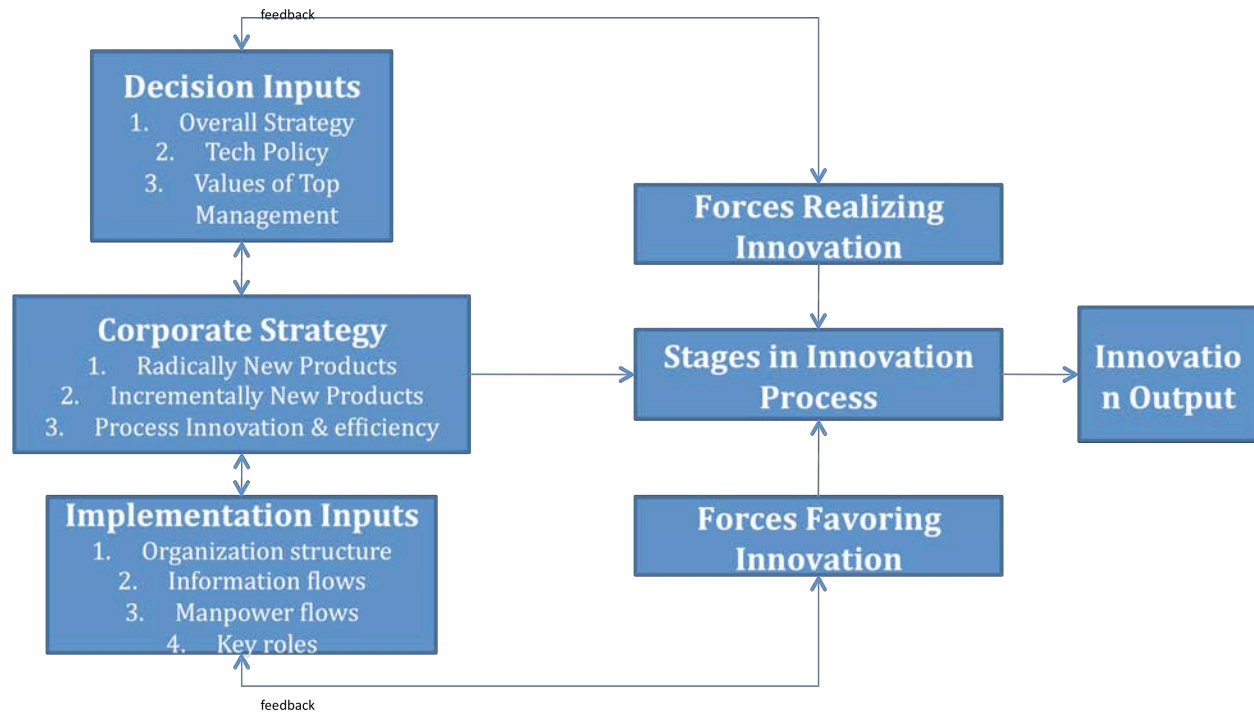 feedback
Decision Inputs
1. Overall Strategy
2. Tech Policy
3. Values of Top
Management
Forces Realizing
Innovation
Corporate Strategy
1. Radically New Products
2. Incrementally New Products
3. Process Innovation & efficiency
Stages in Innovation
Process
Innovatio
n Output
Implementation Inputs
1. Organization structure
2. Information flows
3. Manpower flows
4. Key roles
Forces Favoring
Innovation
feedback